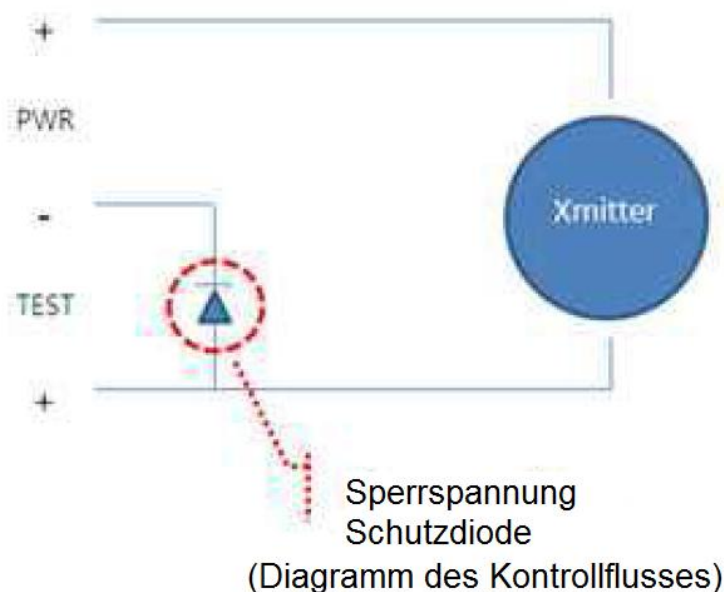 +
PWR
-
TEST
+
Xmitter
Sperrspannung
Schutzdiode
(Diagramm des Kontrollflusses)